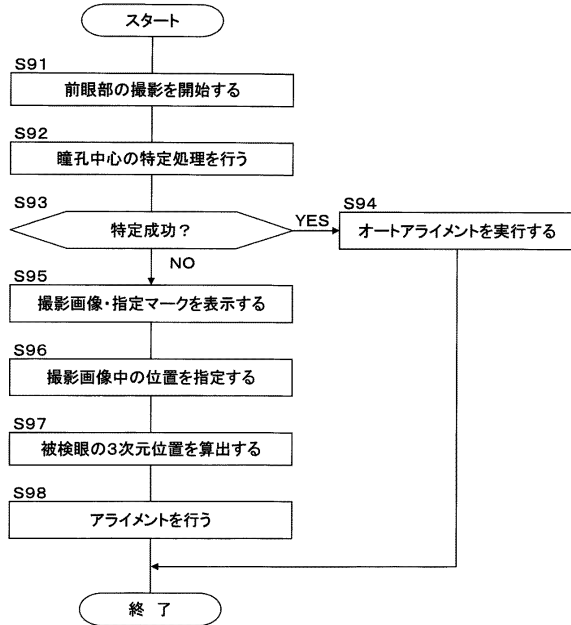 スタート
S91
前眼部の撮影を開始する
S92
瞳孔中心の特定処理を行う
S93
特定成功?
YES
S94
オートアライメントを実行する
NO
S95
撮影画像・指定マークを表示する
S96
撮影画像中の位置を指定する
S97
被検眼の3次元位置を算出する
S98
アライメントを行う
終 了